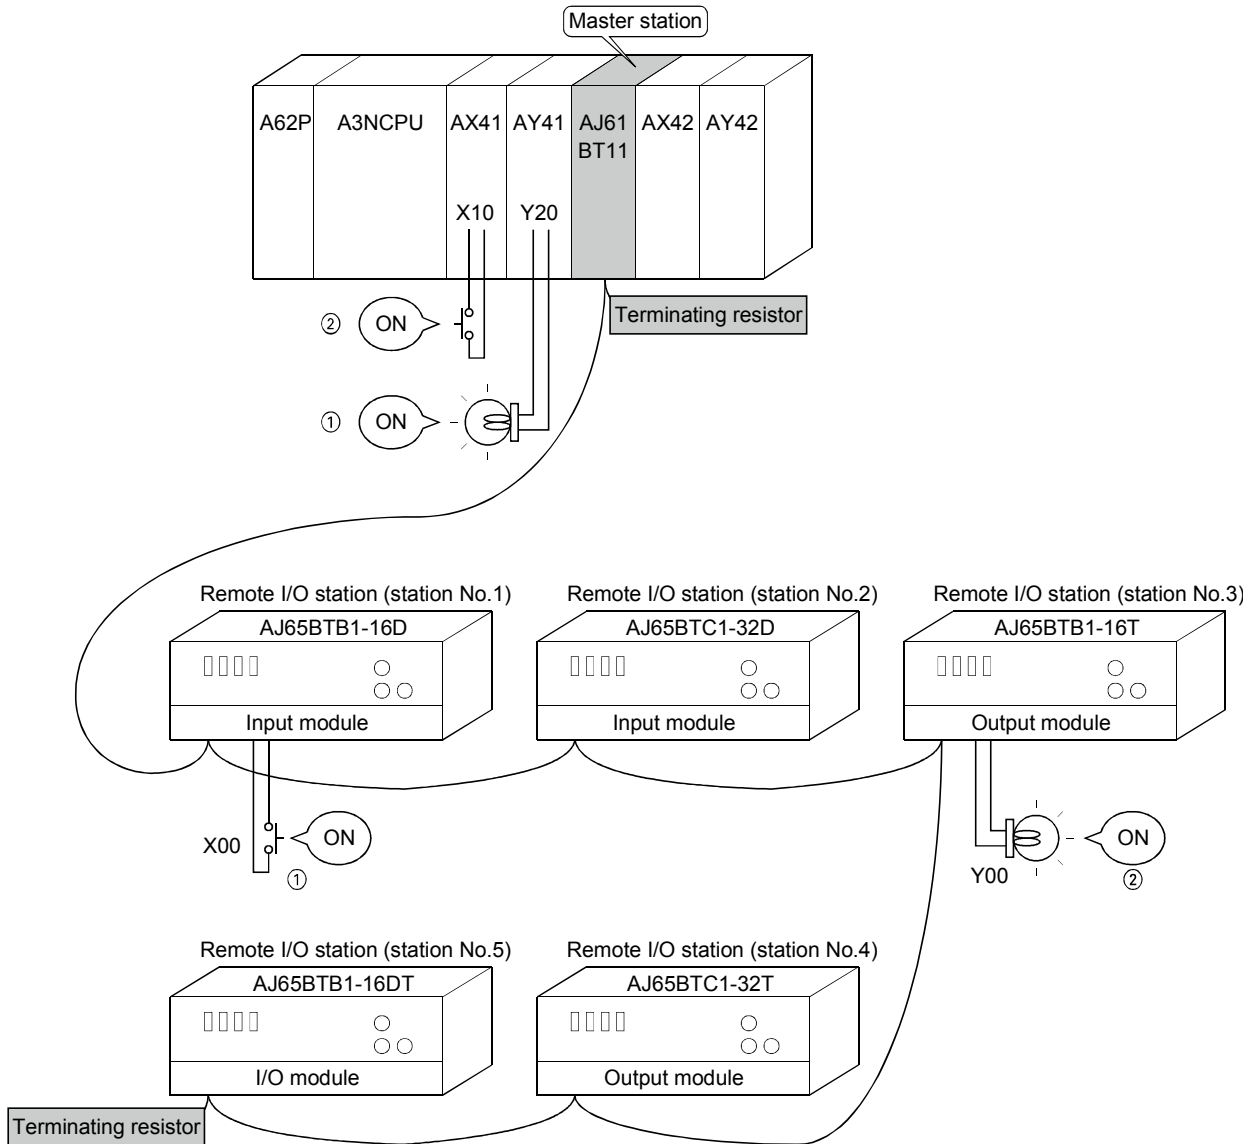 Master station
A62P A3NCPU AX41 AY41 AJ61 AX42 AY42
BT11
X10 Y20
Terminating resistor
② ON
① ON
Remote I/O station (station No.1) Remote I/O station (station No.2) Remote I/O station (station No.3)
AJ65BTB1-16D AJ65BTC1-32D AJ65BTB1-16T
Input module Input module Output module
X00 ON ON
① Y00 ②
Remote I/O station (station No.5) Remote I/O station (station No.4)
AJ65BTB1-16DT AJ65BTC1-32T
I/O module Output module
Terminating resistor